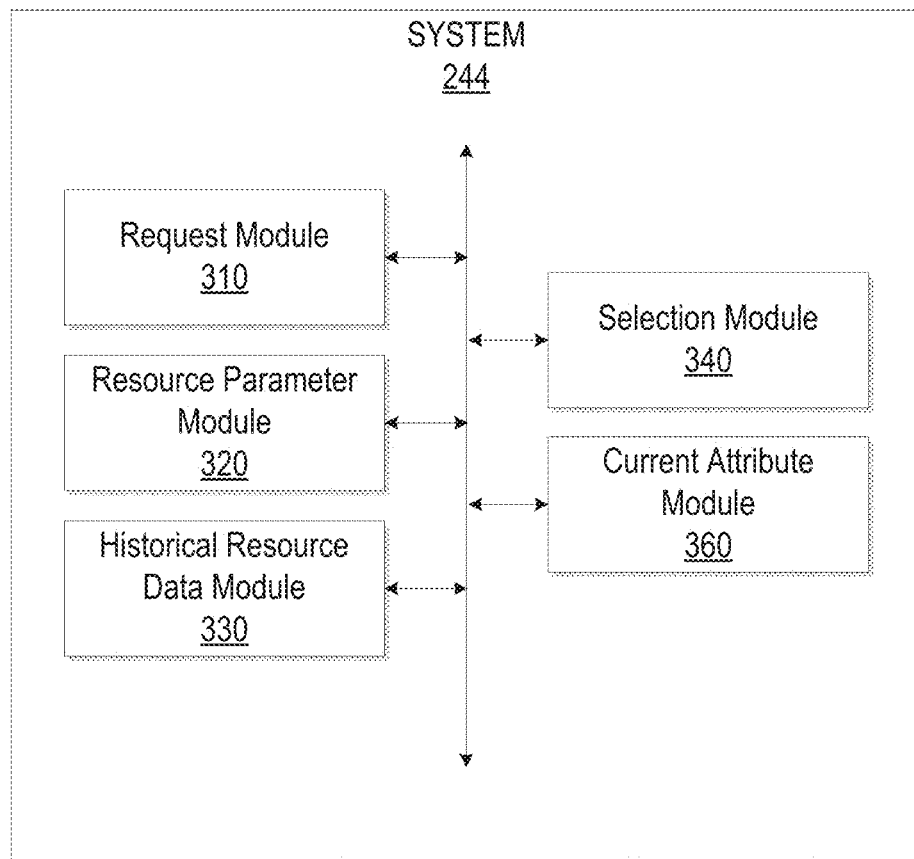 SYSTEM
244
Request Module
310
Resource Parameter
Module
320
Historical Resource
Data Module
330
Selection Module
340
Current Attribute
Module
360